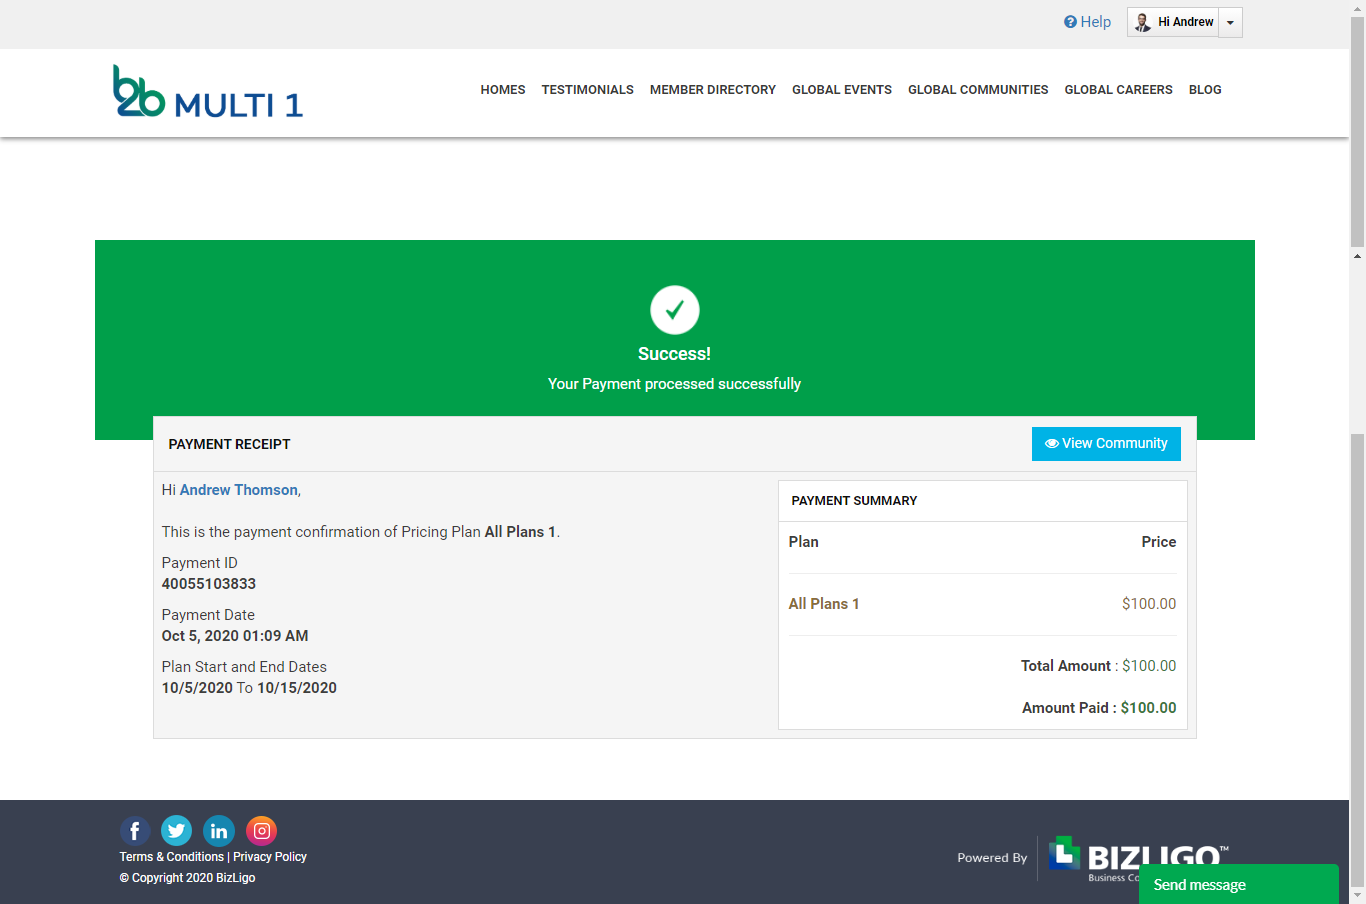 Help
Hi Andrew
b2b MULTI 1
HOMES TESTIMONIALS MEMBER DIRECTORY GLOBAL EVENTS GLOBAL COMMUNITIES GLOBAL CAREERS BLOG
Success!
Your Payment processed successfully
PAYMENT RECEIPT
View Community
Hi Andrew Thomson,
This is the payment confirmation of Pricing Plan All Plans 1.
Payment ID
40055103833
Payment Date
Oct 5, 2020 01:09 AM
Plan Start and End Dates
10/5/2020 To 10/15/2020
PAYMENT SUMMARY
Plan Price
All Plans 1 $100.00
Total Amount : $100.00
Amount Paid : $100.00
Terms & Conditions | Privacy Policy
© Copyright 2020 BizLigo
Powered By
BIZLIGO™
Business
Send message